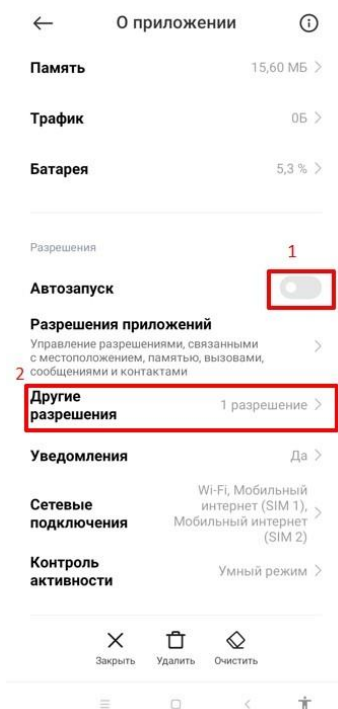 О приложении
Память 15,60 МБ
Трафик 0Б
Батарея 5,3 %
Разрешения
1
Автозапуск
Разрешения приложений
Управление разрешениями, связанными
с местоположением, памятью, вызовами,
2 сообщениями и контактами
Другие
разрешения 1 разрешение
Уведомления Да
Сетевые
подключения
Wi-Fi, Мобильный
интернет (SIM 1),
Мобильный интернет
(SIM 2)
Контроль
активности Умный режим
Закрыть Удалить Очистить